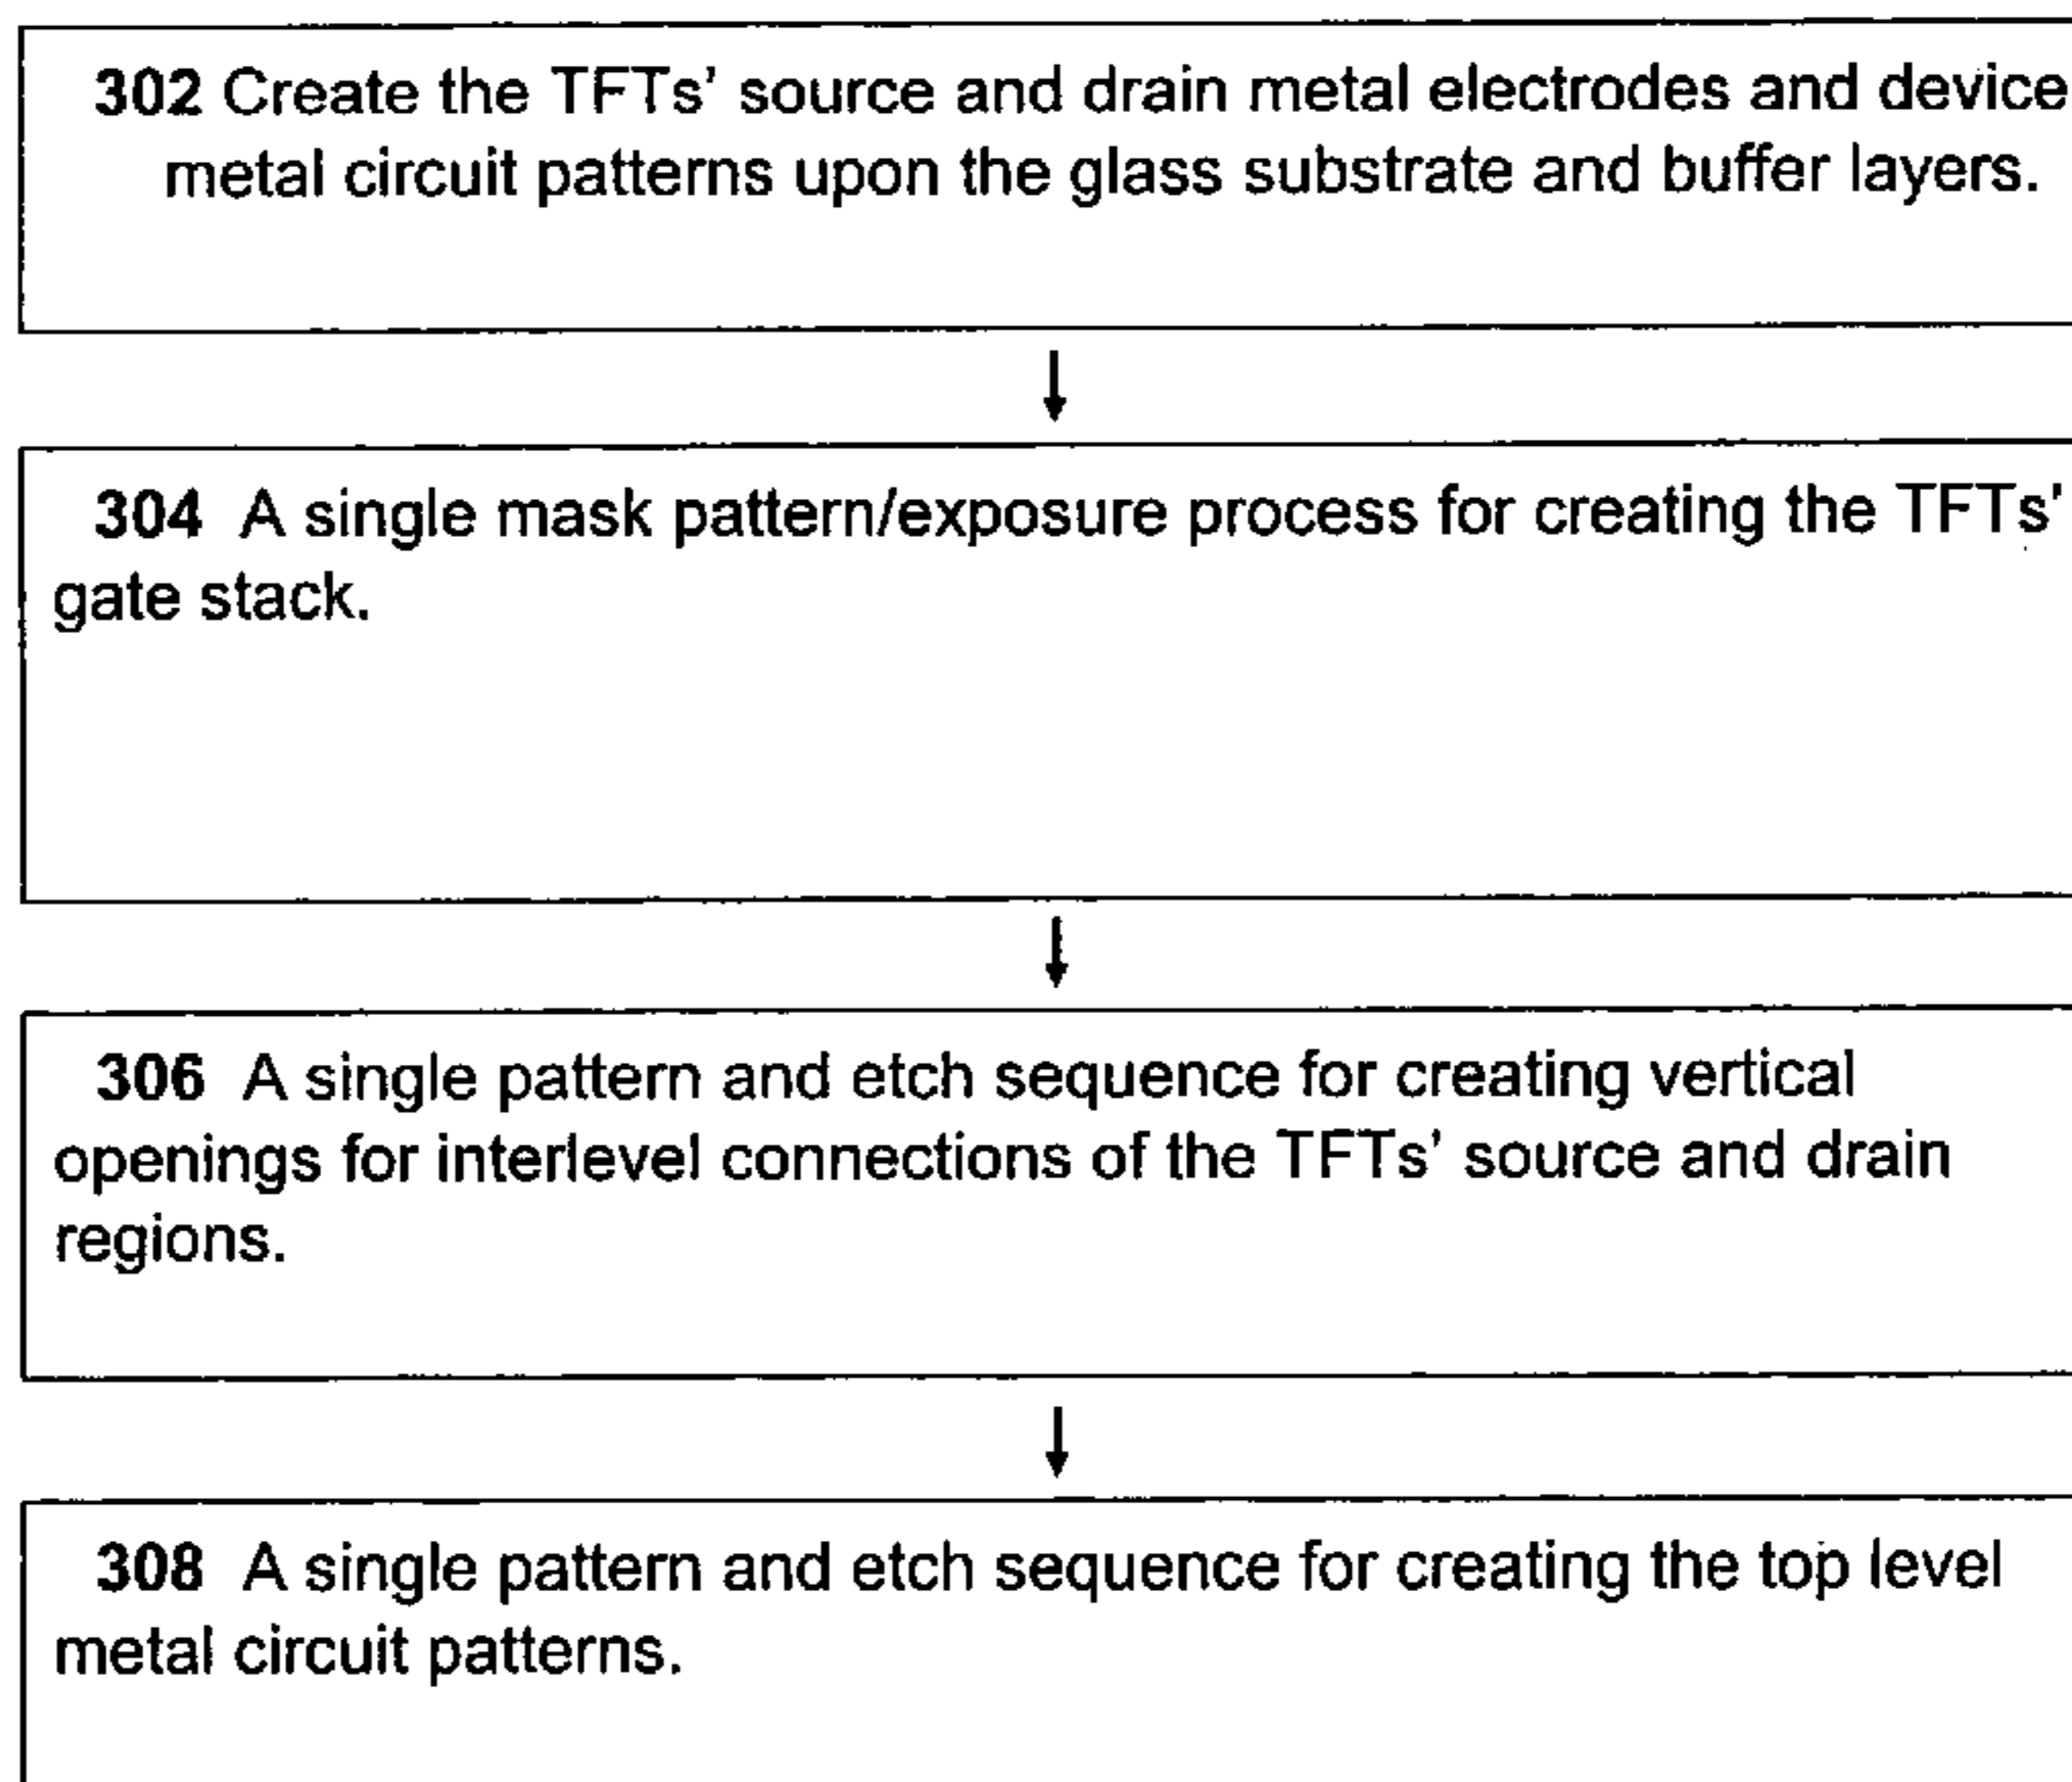 302 Create the TFTs' source and drain metal electrodes and device
metal circuit patterns upon the glass substrate and buffer layers.
304 A single mask pattern/exposure process for creating the TFTs'
gate stack.
306 A single pattern and etch sequence for creating vertical
openings for interlevel connections of the TFTs' source and drain
regions.
308 A single pattern and etch sequence for creating the top level
metal circuit patterns.